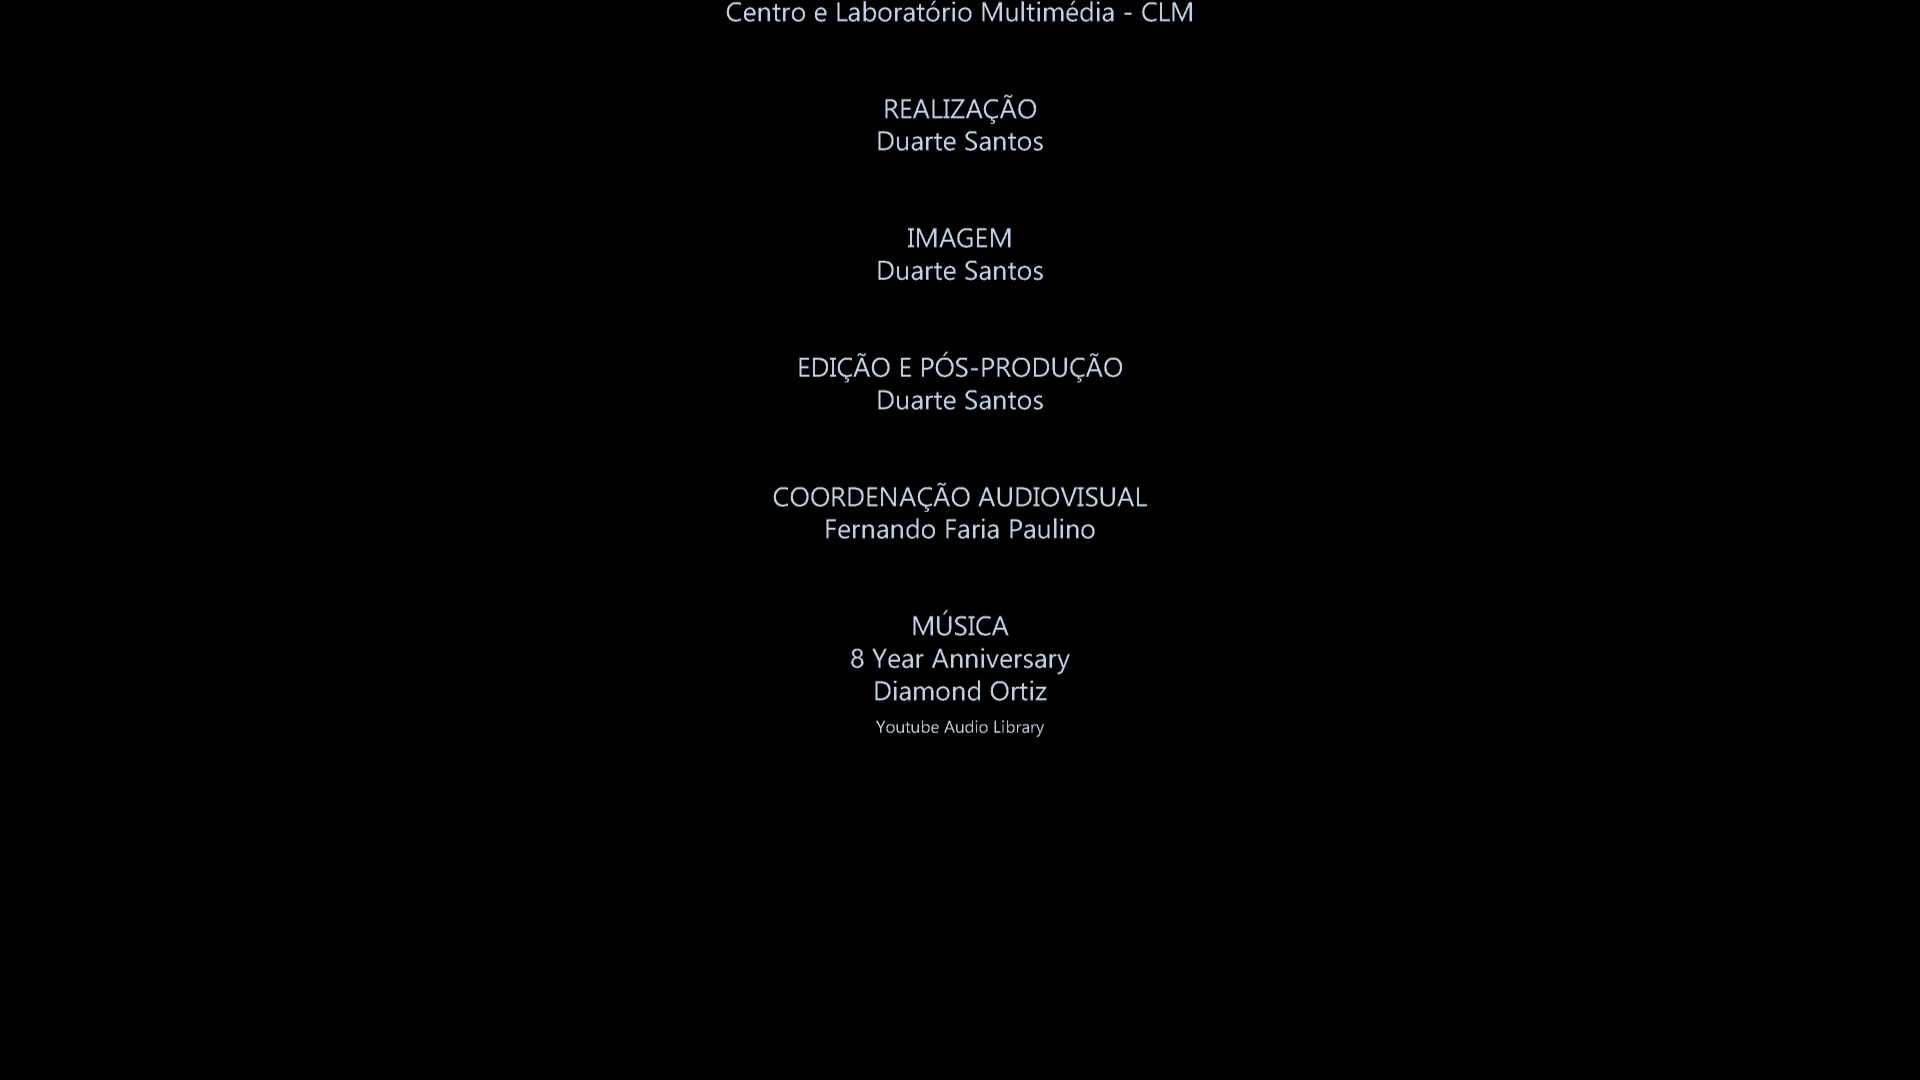 Centro e Laboratório Multimédia - CLM
REALIZAÇÃO
Duarte Santos
IMAGEM
Duarte Santos
EDIÇÃO E PÓS-PRODUÇÃO
Duarte Santos
COORDENAÇÃO AUDIOVISUAL
Fernando Faria Paulino
MÚSICA
8 Year Anniversary
Diamond Ortiz
Youtube Audio Library